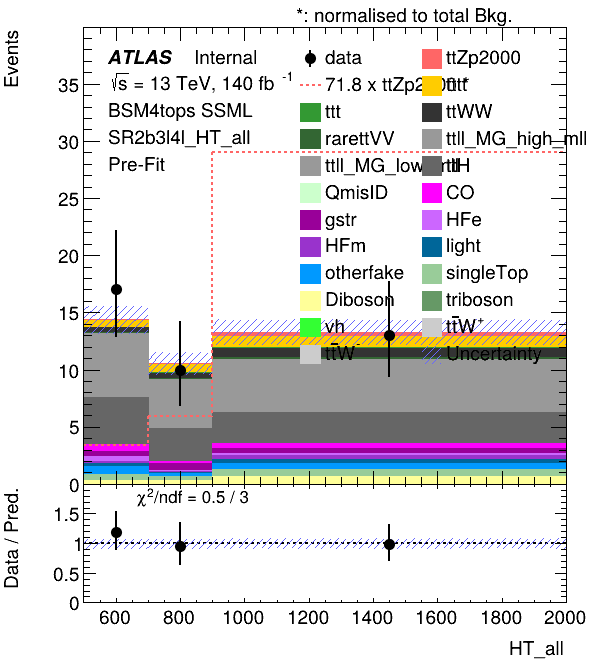 *: normalised to total Bkg.
Events
ATLAS Internal
√s = 13 TeV, 140 fb⁻¹
BSM4tops SSML
SR2b3l4l_HT_all
Pre-Fit
data
ttZp2000
71.8 x ttZp2000 *
tttt
ttt
ttWW
rarettVV
ttll_MG_high_mll
ttll_MG_low_mll
ttH
QmisID
CO
gstr
HFe
HFm
light
otherfake
singleTop
Diboson
triboson
vh
tt̄W⁺
tt̄W⁻
Uncertainty
35
30
25
20
15
10
5
0
χ²/ndf = 0.5 / 3
Data / Pred.
1.5
1
0.5
0
600 800 1000 1200 1400 1600 1800 2000
HT_all